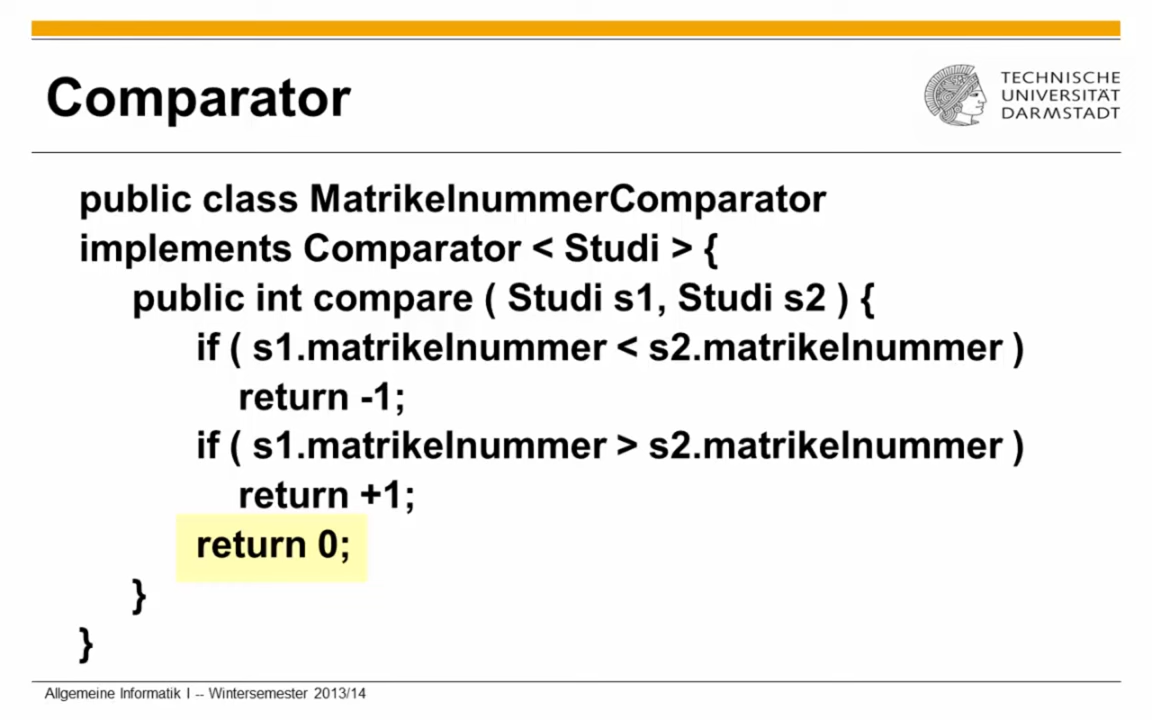 Comparator
TECHNISCHE
UNIVERSITÄT
DARMSTADT
public class MatrikelnummerComparator
implements Comparator < Studi > {
public int compare ( Studi s1, Studi s2 ) {
if ( s1.matrikelnummer < s2.matrikelnummer )
return -1;
if ( s1.matrikelnummer > s2.matrikelnummer )
return +1;
return 0;
}
}
Allgemeine Informatik I -- Wintersemester 2013/14